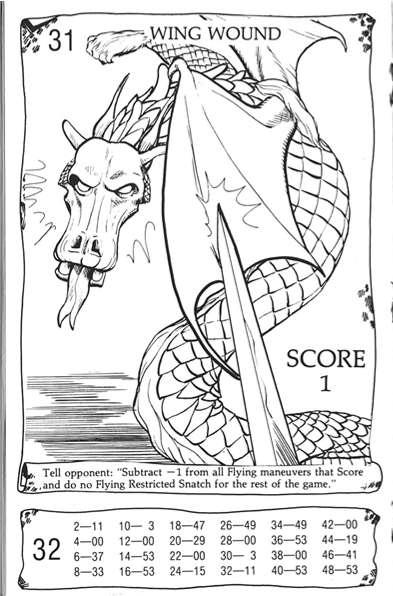 31 WING WOUND
SCORE
1
Tell opponent: "Subtract −1 from all Flying maneuvers that Score
and do no Flying Restricted Snatch for the rest of the game."
32
2—11 10— 3 18—47 26—49 34—49 42—00
4—00 12—00 20—29 28—00 36—53 44—19
6—37 14—53 22—00 30— 3 38—00 46—41
8—33 16—53 24—15 32—11 40—53 48—53